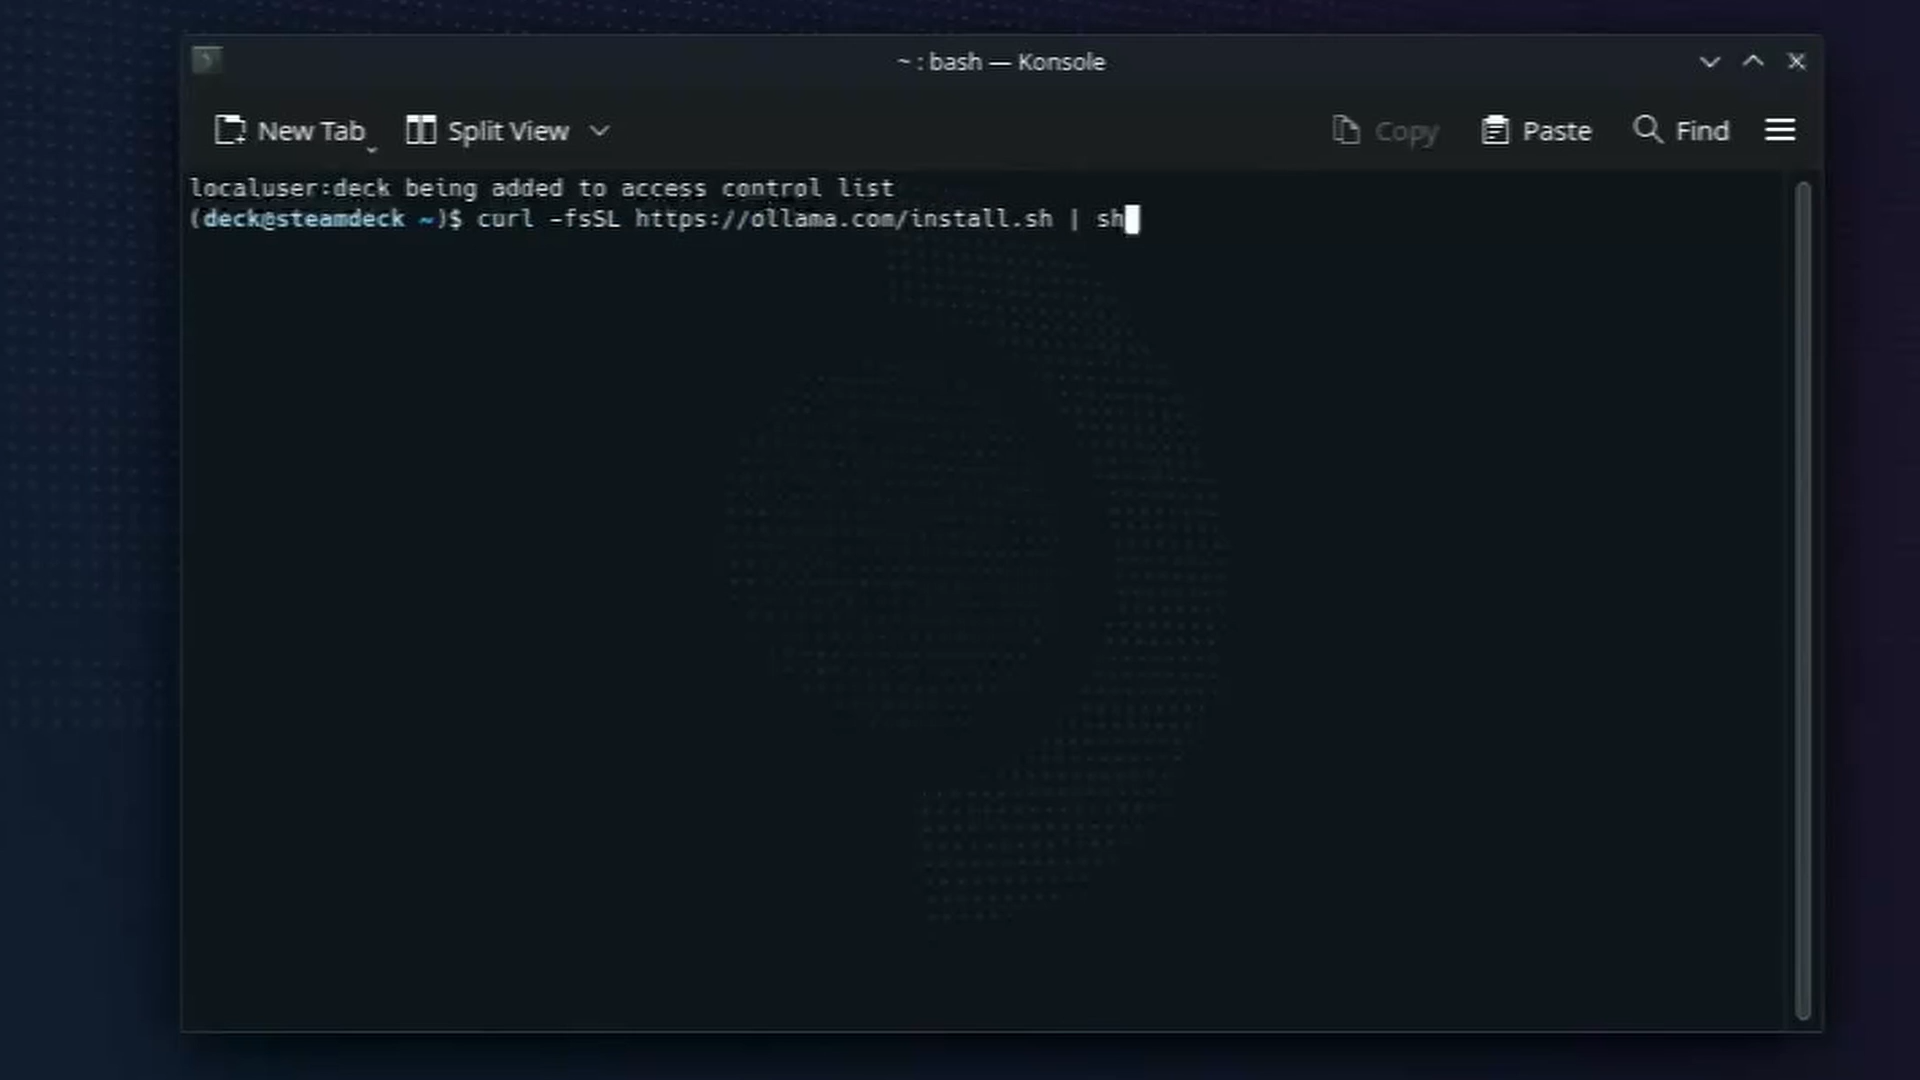 ~ : bash — Konsole
New Tab Split View Copy Paste Find
localuser:deck being added to access control list
(deck@steamdeck ~)$ curl -fsSL https://ollama.com/install.sh | sh